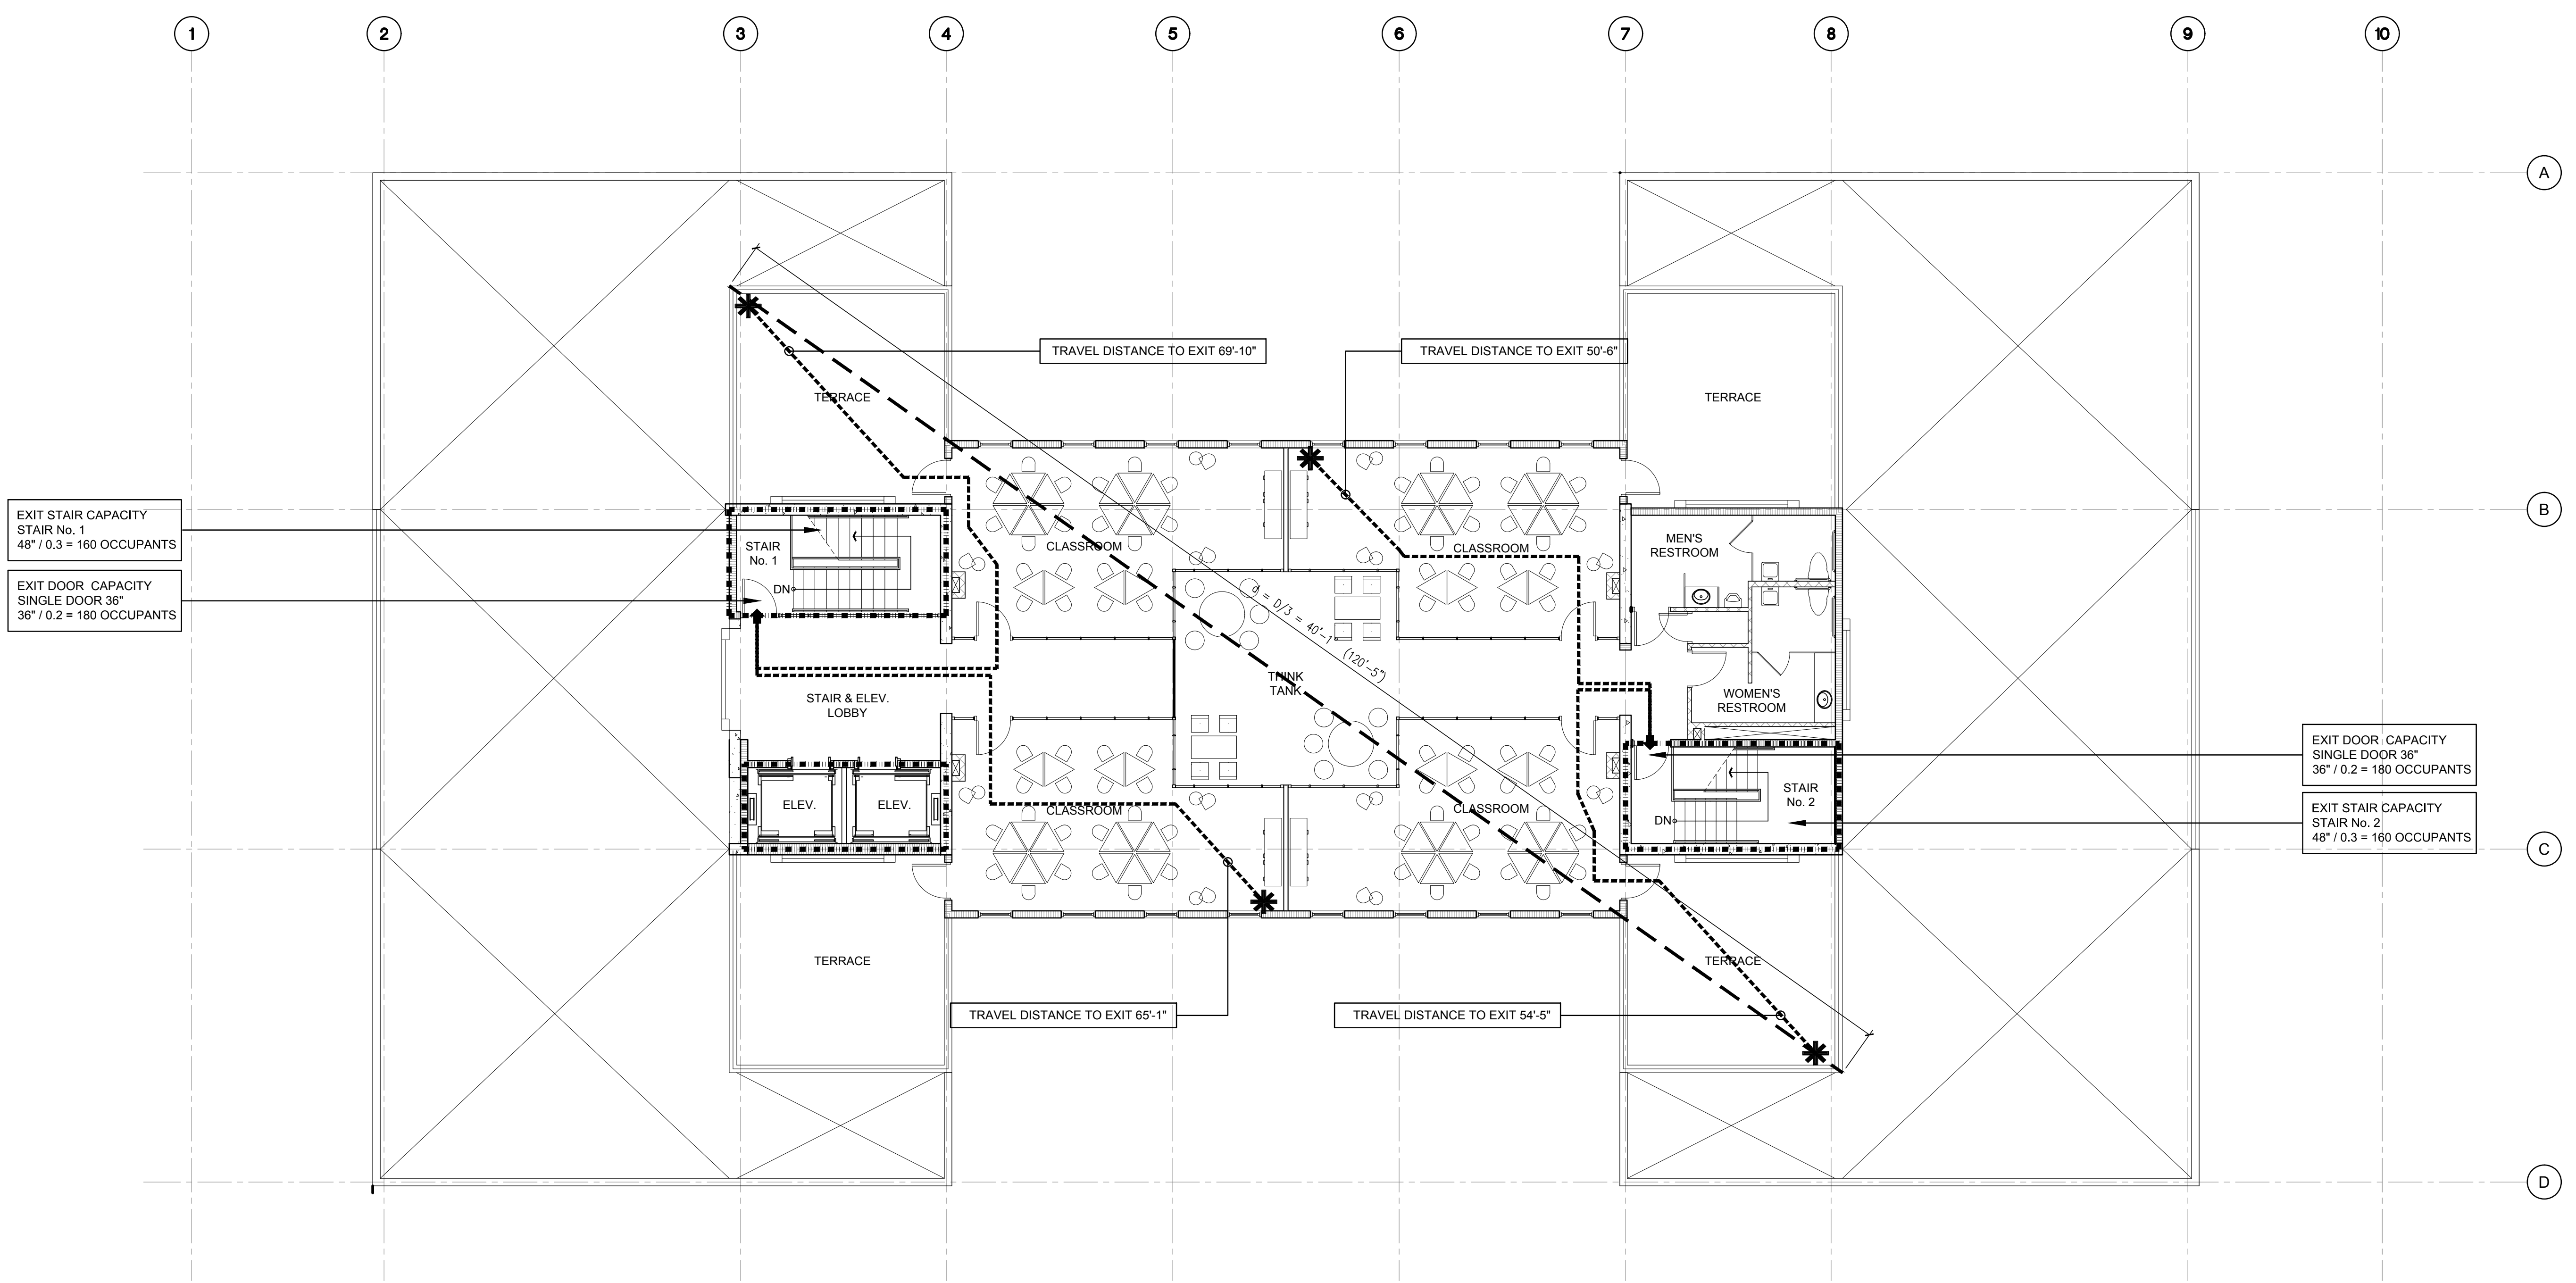 1
2
3
4
5
6
7
8
9
10
A
TRAVEL DISTANCE TO EXIT 69'-10"
TRAVEL DISTANCE TO EXIT 50'-6"
TERRACE
TERRACE
EXIT STAIR CAPACITY
STAIR No. 1
48" / 0.3 = 160 OCCUPANTS
B
STAIR
No. 1
CLASSROOM
CLASSROOM
MEN'S
RESTROOM
EXIT DOOR CAPACITY
SINGLE DOOR 36"
36" / 0.2 = 180 OCCUPANTS
DN
d = D/3 = 40'-1"
(120'-5")
THINK
TANK
STAIR & ELEV.
LOBBY
WOMEN'S
RESTROOM
EXIT DOOR CAPACITY
SINGLE DOOR 36"
36" / 0.2 = 180 OCCUPANTS
ELEV.
ELEV.
CLASSROOM
CLASSROOM
STAIR
No. 2
DN
EXIT STAIR CAPACITY
STAIR No. 2
48" / 0.3 = 160 OCCUPANTS
C
TERRACE
TERRACE
TRAVEL DISTANCE TO EXIT 65'-1"
TRAVEL DISTANCE TO EXIT 54'-5"
D